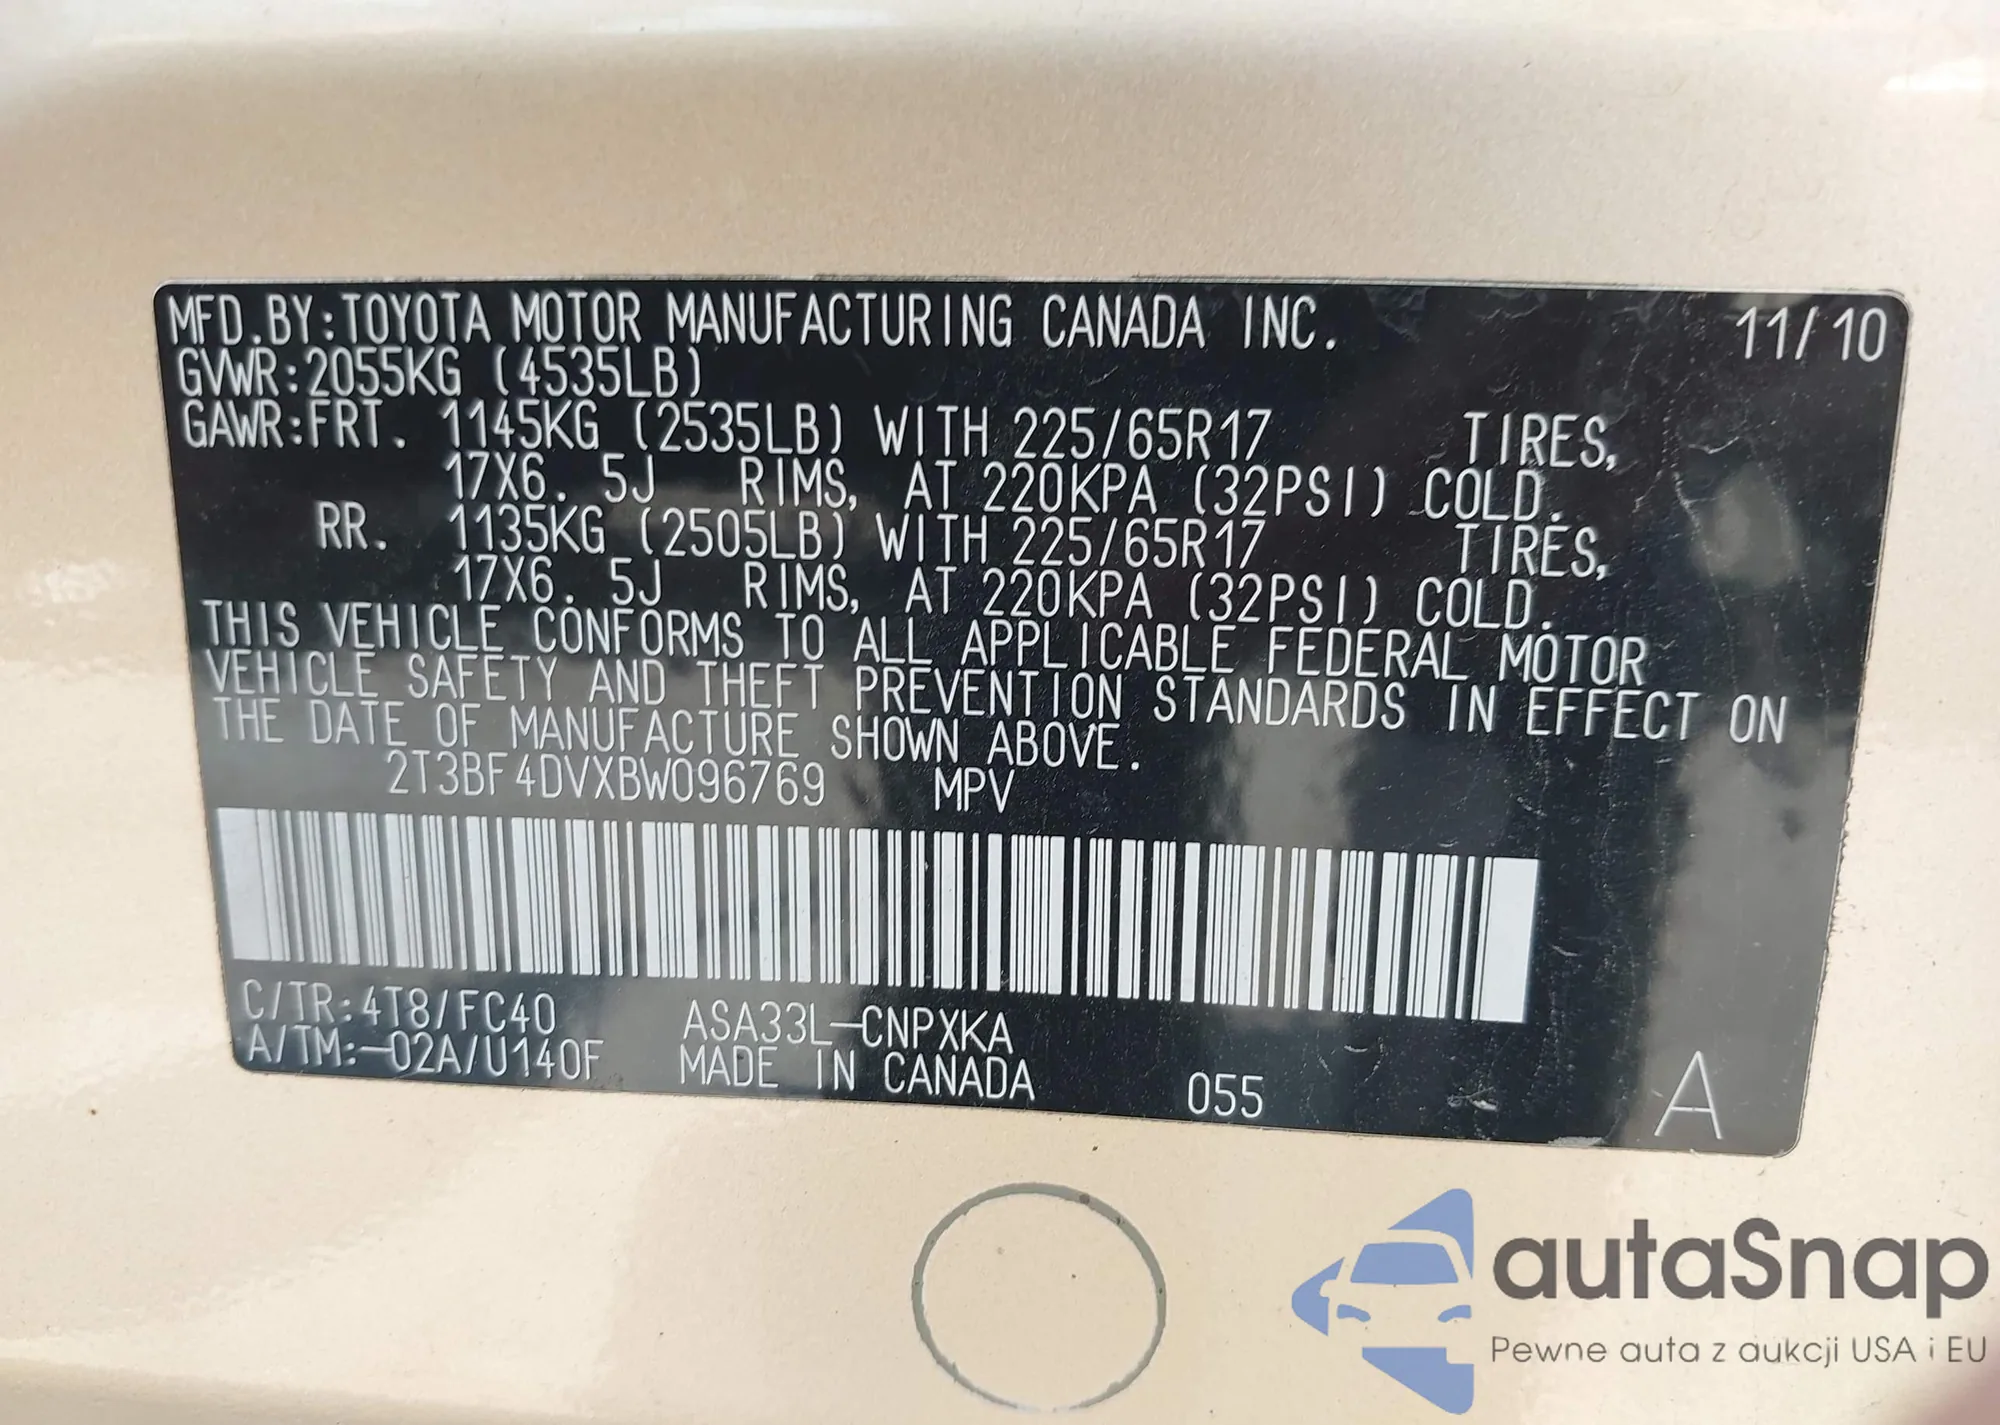 MFD.BY:TOYOTA MOTOR MANUFACTURING CANADA INC. 11/10
GVWR:2055KG (4535LB)
GAWR:FRT. 1145KG (2535LB) WITH 225/65R17 TIRES,
17X6.5J RIMS, AT 220KPA (32PSI) COLD.
RR. 1135KG (2505LB) WITH 225/65R17 TIRES,
17X6.5J RIMS, AT 220KPA (32PSI) COLD.
THIS VEHICLE CONFORMS TO ALL APPLICABLE FEDERAL MOTOR
VEHICLE SAFETY AND THEFT PREVENTION STANDARDS IN EFFECT ON
THE DATE OF MANUFACTURE SHOWN ABOVE.
2T3BF4DVXBW096769 MPV
C/TR:4T8/FC40 ASA33L-CNPXKA
A/TM:-02A/U140F MADE IN CANADA 055 A
autaSnap
Pewne auta z aukcji USA i EU